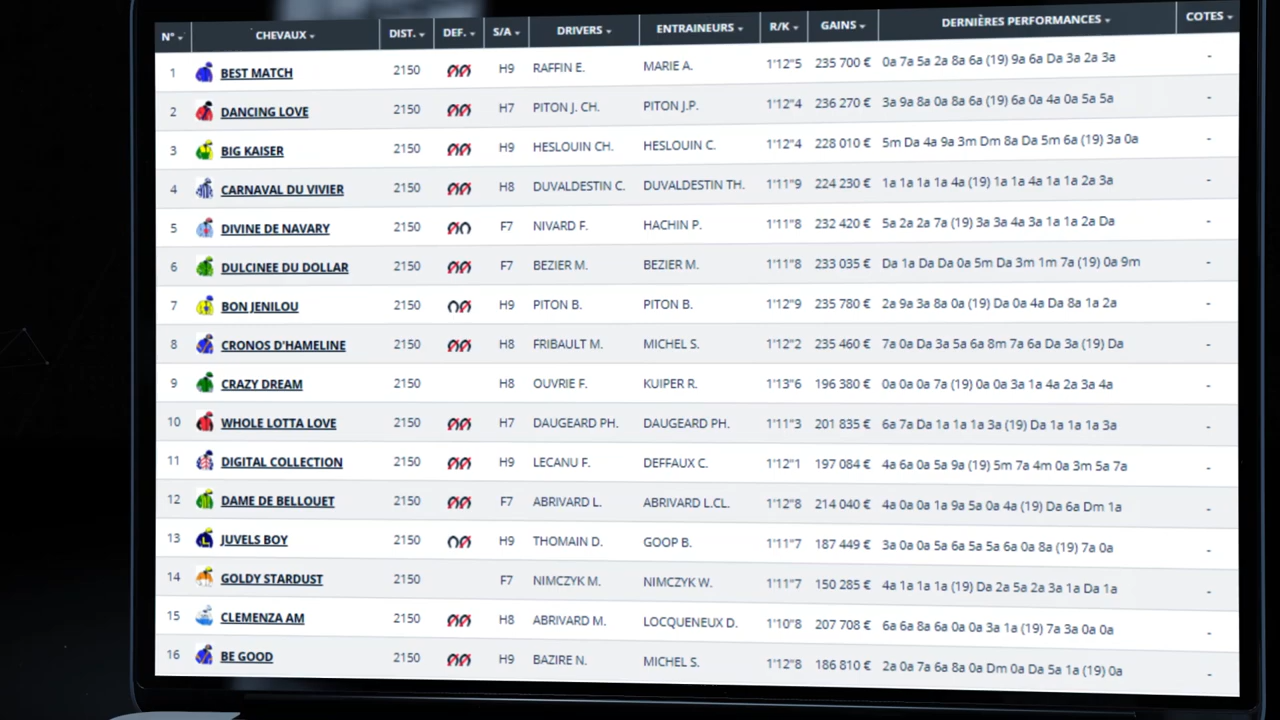 N° CHEVAUX DIST. DEF. S/A DRIVERS ENTRAINEURS R/K GAINS DERNIÈRES PERFORMANCES COTES
1 BEST MATCH 2150 H9 RAFFIN E. MARIE A. 1'12"5 235 700 € 0a 7a 5a 2a 8a 6a (19) 9a 6a Da 3a 2a 3a -
2 DANCING LOVE 2150 H7 PITON J. CH. PITON J.P. 1'12"4 236 270 € 3a 9a 8a 0a 8a 6a (19) 6a 0a 4a 0a 5a 5a -
3 BIG KAISER 2150 H9 HESLOUIN CH. HESLOUIN C. 1'12"4 228 010 € 5m Da 4a 9a 3m Dm 8a Da 5m 6a (19) 3a 0a -
4 CARNAVAL DU VIVIER 2150 H8 DUVALDESTIN C. DUVALDESTIN TH. 1'11"9 224 230 € 1a 1a 1a 1a 4a (19) 1a 1a 4a 1a 1a 2a 3a -
5 DIVINE DE NAVARY 2150 F7 NIVARD F. HACHIN P. 1'11"8 232 420 € 5a 2a 2a 7a (19) 3a 3a 4a 3a 1a 1a 2a Da -
6 DULCINEE DU DOLLAR 2150 F7 BEZIER M. BEZIER M. 1'11"8 233 035 € Da 1a Da Da 0a 5m Da 3m 1m 7a (19) 0a 9m -
7 BON JENILOU 2150 H9 PITON B. PITON B. 1'12"9 235 780 € 2a 9a 3a 8a 0a (19) Da 0a 4a Da 8a 1a 2a -
8 CRONOS D'HAMELINE 2150 H8 FRIBAULT M. MICHEL S. 1'12"2 235 460 € 7a 0a Da 3a 5a 6a 8m 7a 6a Da 3a (19) Da -
9 CRAZY DREAM 2150 H8 OUVRIE F. KUIPER R. 1'13"6 196 380 € 0a 0a 0a 7a (19) 0a 0a 3a 1a 4a 2a 3a 4a -
10 WHOLE LOTTA LOVE 2150 H7 DAUGEARD PH. DAUGEARD PH. 1'11"3 201 835 € 6a 7a Da 1a 1a 1a 3a (19) Da 1a 1a 1a 3a -
11 DIGITAL COLLECTION 2150 H9 LECANU F. DEFFAUX C. 1'12"1 197 084 € 4a 6a 0a 5a 9a (19) 5m 7a 4m 0a 3m 5a 7a -
12 DAME DE BELLOUET 2150 F7 ABRIVARD L. ABRIVARD L.CL. 1'12"8 214 040 € 4a 0a 0a 1a 9a 5a 0a 4a (19) Da 6a Dm 1a -
13 JUVELS BOY 2150 H9 THOMAIN D. GOOP B. 1'11"7 187 449 € 3a 0a 0a 5a 6a 5a 5a 6a 0a 8a (19) 7a 0a -
14 GOLDY STARDUST 2150 F7 NIMCZYK M. NIMCZYK W. 1'11"7 150 285 € 4a 1a 1a 1a (19) Da 2a 5a 2a 3a 1a Da 1a -
15 CLEMENZA AM 2150 H8 ABRIVARD M. LOCQUENEUX D. 1'10"8 207 708 € 6a 6a 8a 6a 0a 0a 3a 1a (19) 7a 3a 0a 0a -
16 BE GOOD 2150 H9 BAZIRE N. MICHEL S. 1'12"8 186 810 € 2a 0a 7a 6a 8a 0a Dm 0a Da 5a 1a (19) 0a -